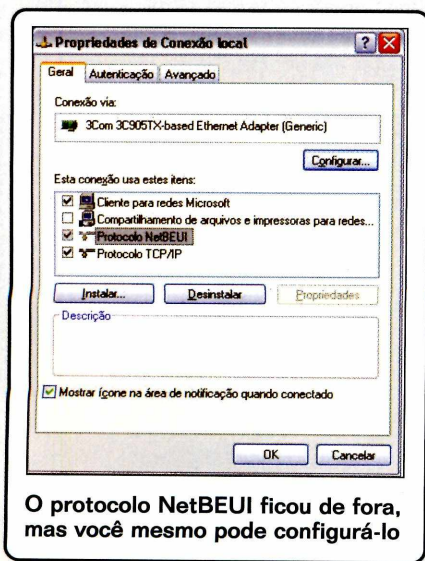 Propriedades de Conexão local
Geral Autenticação Avançado
Conexão via:
3Com 3C905TX-based Ethernet Adapter (Generic)
Configurar...
Esta conexão usa estes itens:
Cliente para redes Microsoft
Compartilhamento de arquivos e impressoras para redes...
Protocolo NetBEUI
Protocolo TCP/IP
Instalar... Desinstalar Propriedades
Descrição
Mostrar ícone na área de notificação quando conectado
OK Cancelar
O protocolo NetBEUI ficou de fora,
mas você mesmo pode configurá-lo